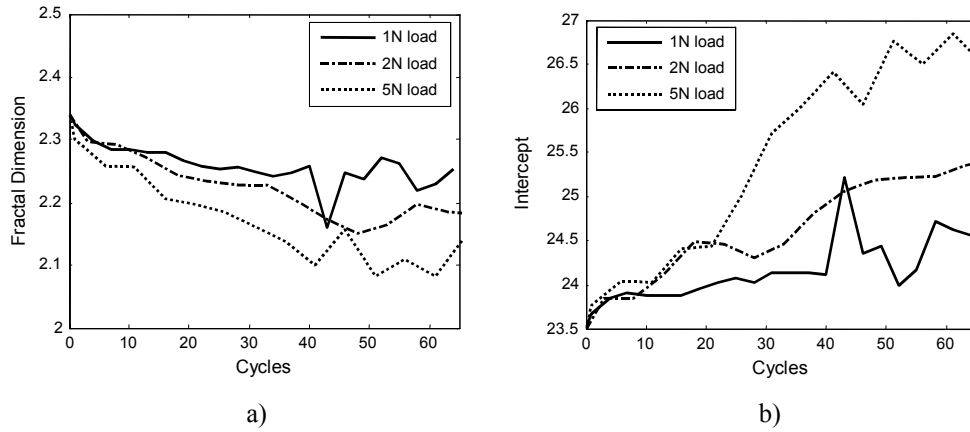 2.5
2.4
2.3
2.2
2.1
2
0 10 20 30 40 50 60
Fractal Dimension
Cycles
1N load
2N load
5N load
a)
27
26.5
26
25.5
25
24.5
24
23.5
0 10 20 30 40 50 60
Intercept
Cycles
1N load
2N load
5N load
b)